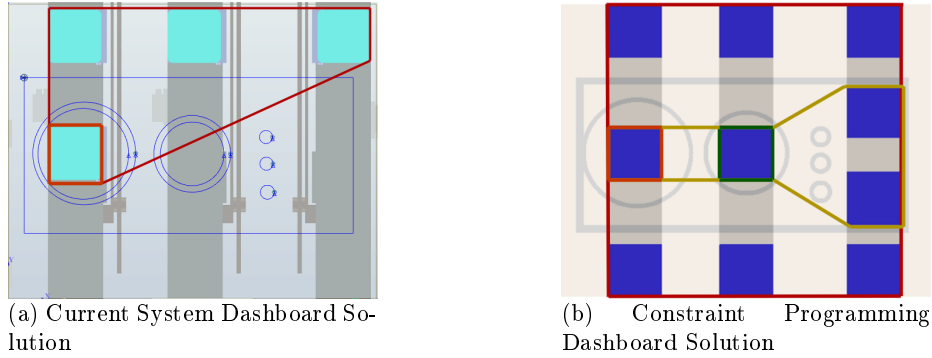 (a) Current System Dashboard So-
lution
(b) Constraint Programming
Dashboard Solution